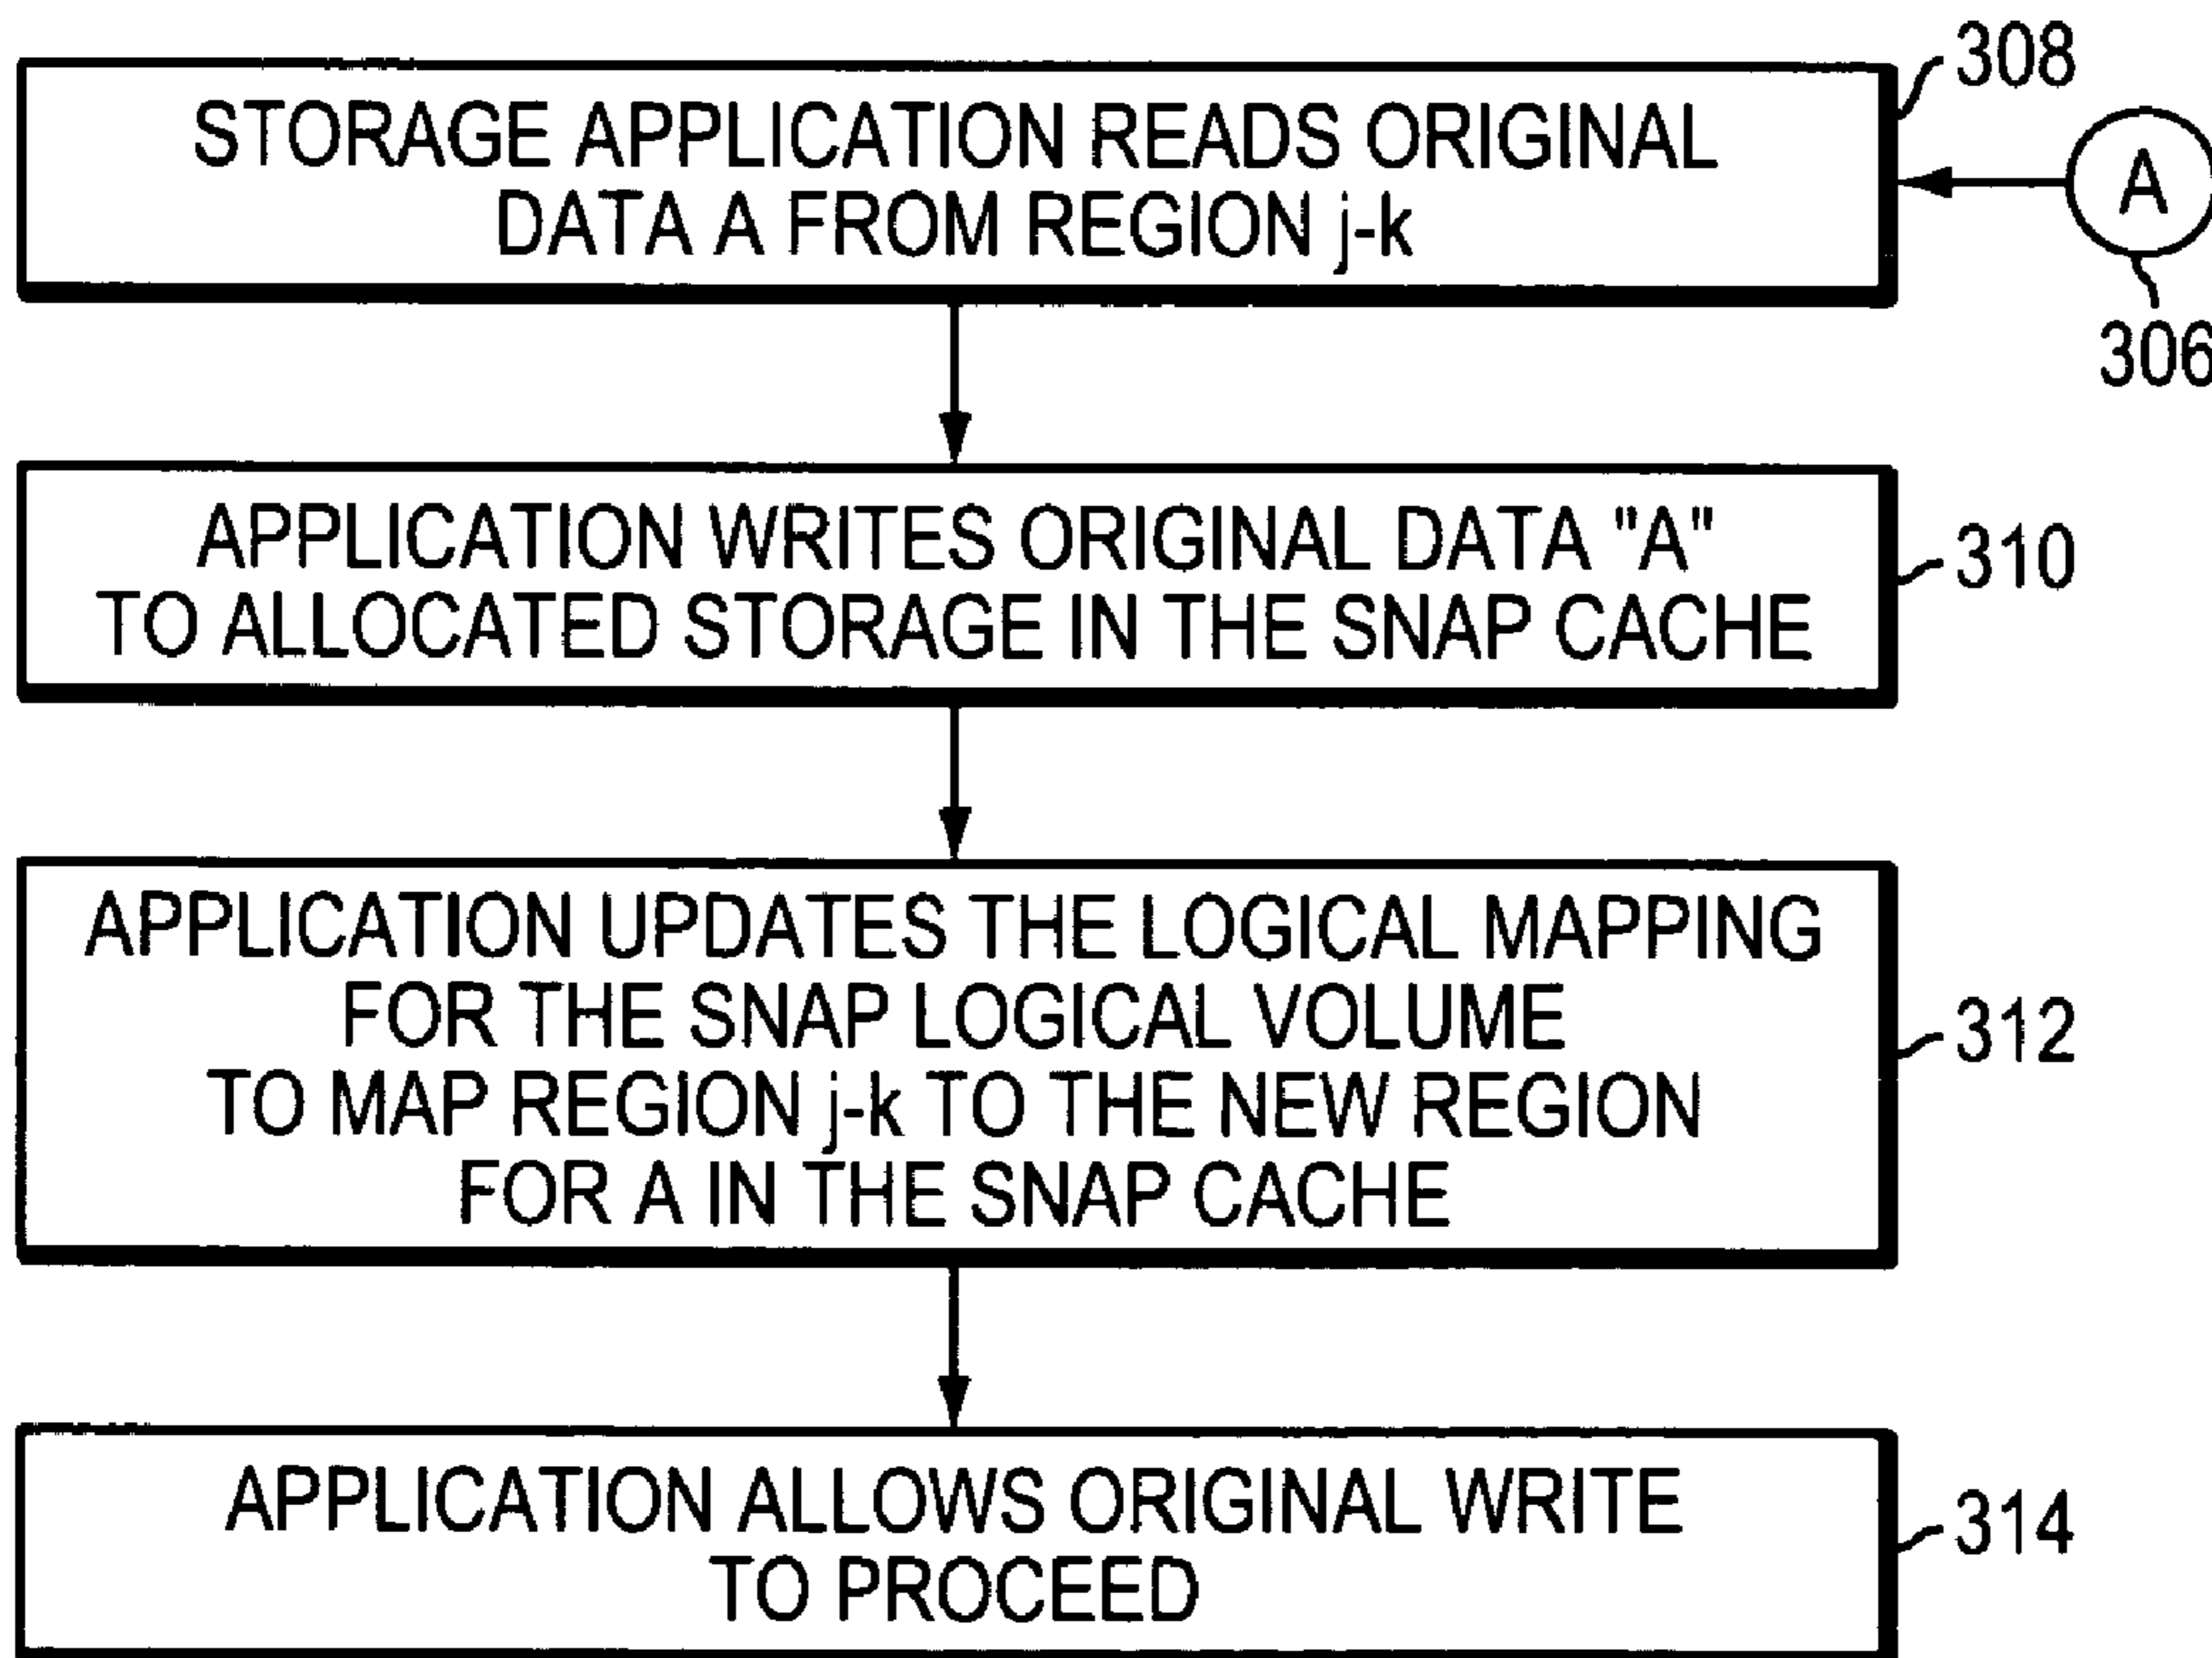 308
STORAGE APPLICATION READS ORIGINAL
DATA A FROM REGION j-k
A
306
APPLICATION WRITES ORIGINAL DATA "A"
TO ALLOCATED STORAGE IN THE SNAP CACHE
310
APPLICATION UPDATES THE LOGICAL MAPPING
FOR THE SNAP LOGICAL VOLUME
TO MAP REGION j-k TO THE NEW REGION
FOR A IN THE SNAP CACHE
312
APPLICATION ALLOWS ORIGINAL WRITE
TO PROCEED
314